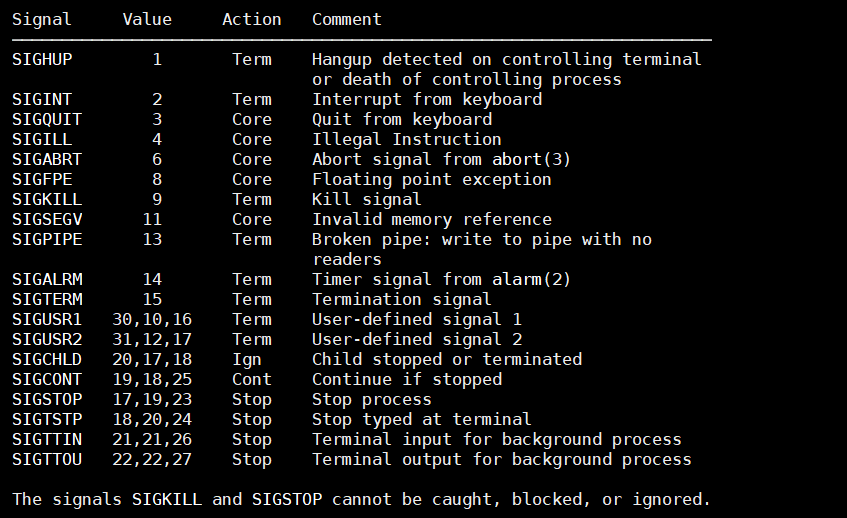 Signal     Value     Action   Comment
──────────────────────────────────────────────────────────────────────
SIGHUP        1       Term    Hangup detected on controlling terminal
                              or death of controlling process
SIGINT        2       Term    Interrupt from keyboard
SIGQUIT       3       Core    Quit from keyboard
SIGILL        4       Core    Illegal Instruction
SIGABRT       6       Core    Abort signal from abort(3)
SIGFPE        8       Core    Floating point exception
SIGKILL       9       Term    Kill signal
SIGSEGV      11       Core    Invalid memory reference
SIGPIPE      13       Term    Broken pipe: write to pipe with no
                              readers
SIGALRM      14       Term    Timer signal from alarm(2)
SIGTERM      15       Term    Termination signal
SIGUSR1   30,10,16    Term    User-defined signal 1
SIGUSR2   31,12,17    Term    User-defined signal 2
SIGCHLD   20,17,18    Ign     Child stopped or terminated
SIGCONT   19,18,25    Cont    Continue if stopped
SIGSTOP   17,19,23    Stop    Stop process
SIGTSTP   18,20,24    Stop    Stop typed at terminal
SIGTTIN   21,21,26    Stop    Terminal input for background process
SIGTTOU   22,22,27    Stop    Terminal output for background process

The signals SIGKILL and SIGSTOP cannot be caught, blocked, or ignored.